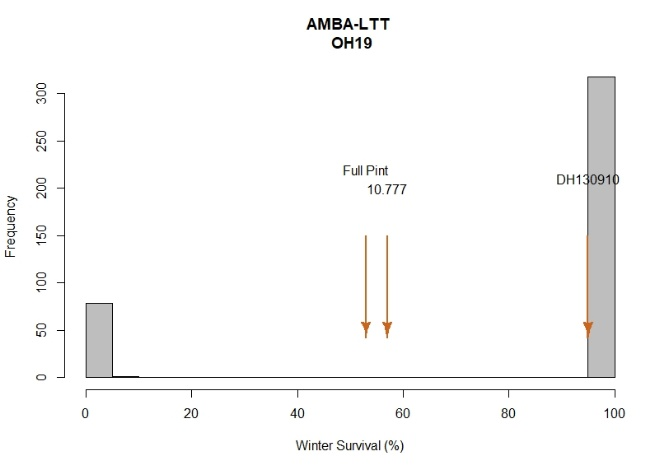 AMBA-LTT
OH19
Frequency
300
250
200
150
100
50
0
Full Pint
10.777
DH130910
0 20 40 60 80 100
Winter Survival (%)